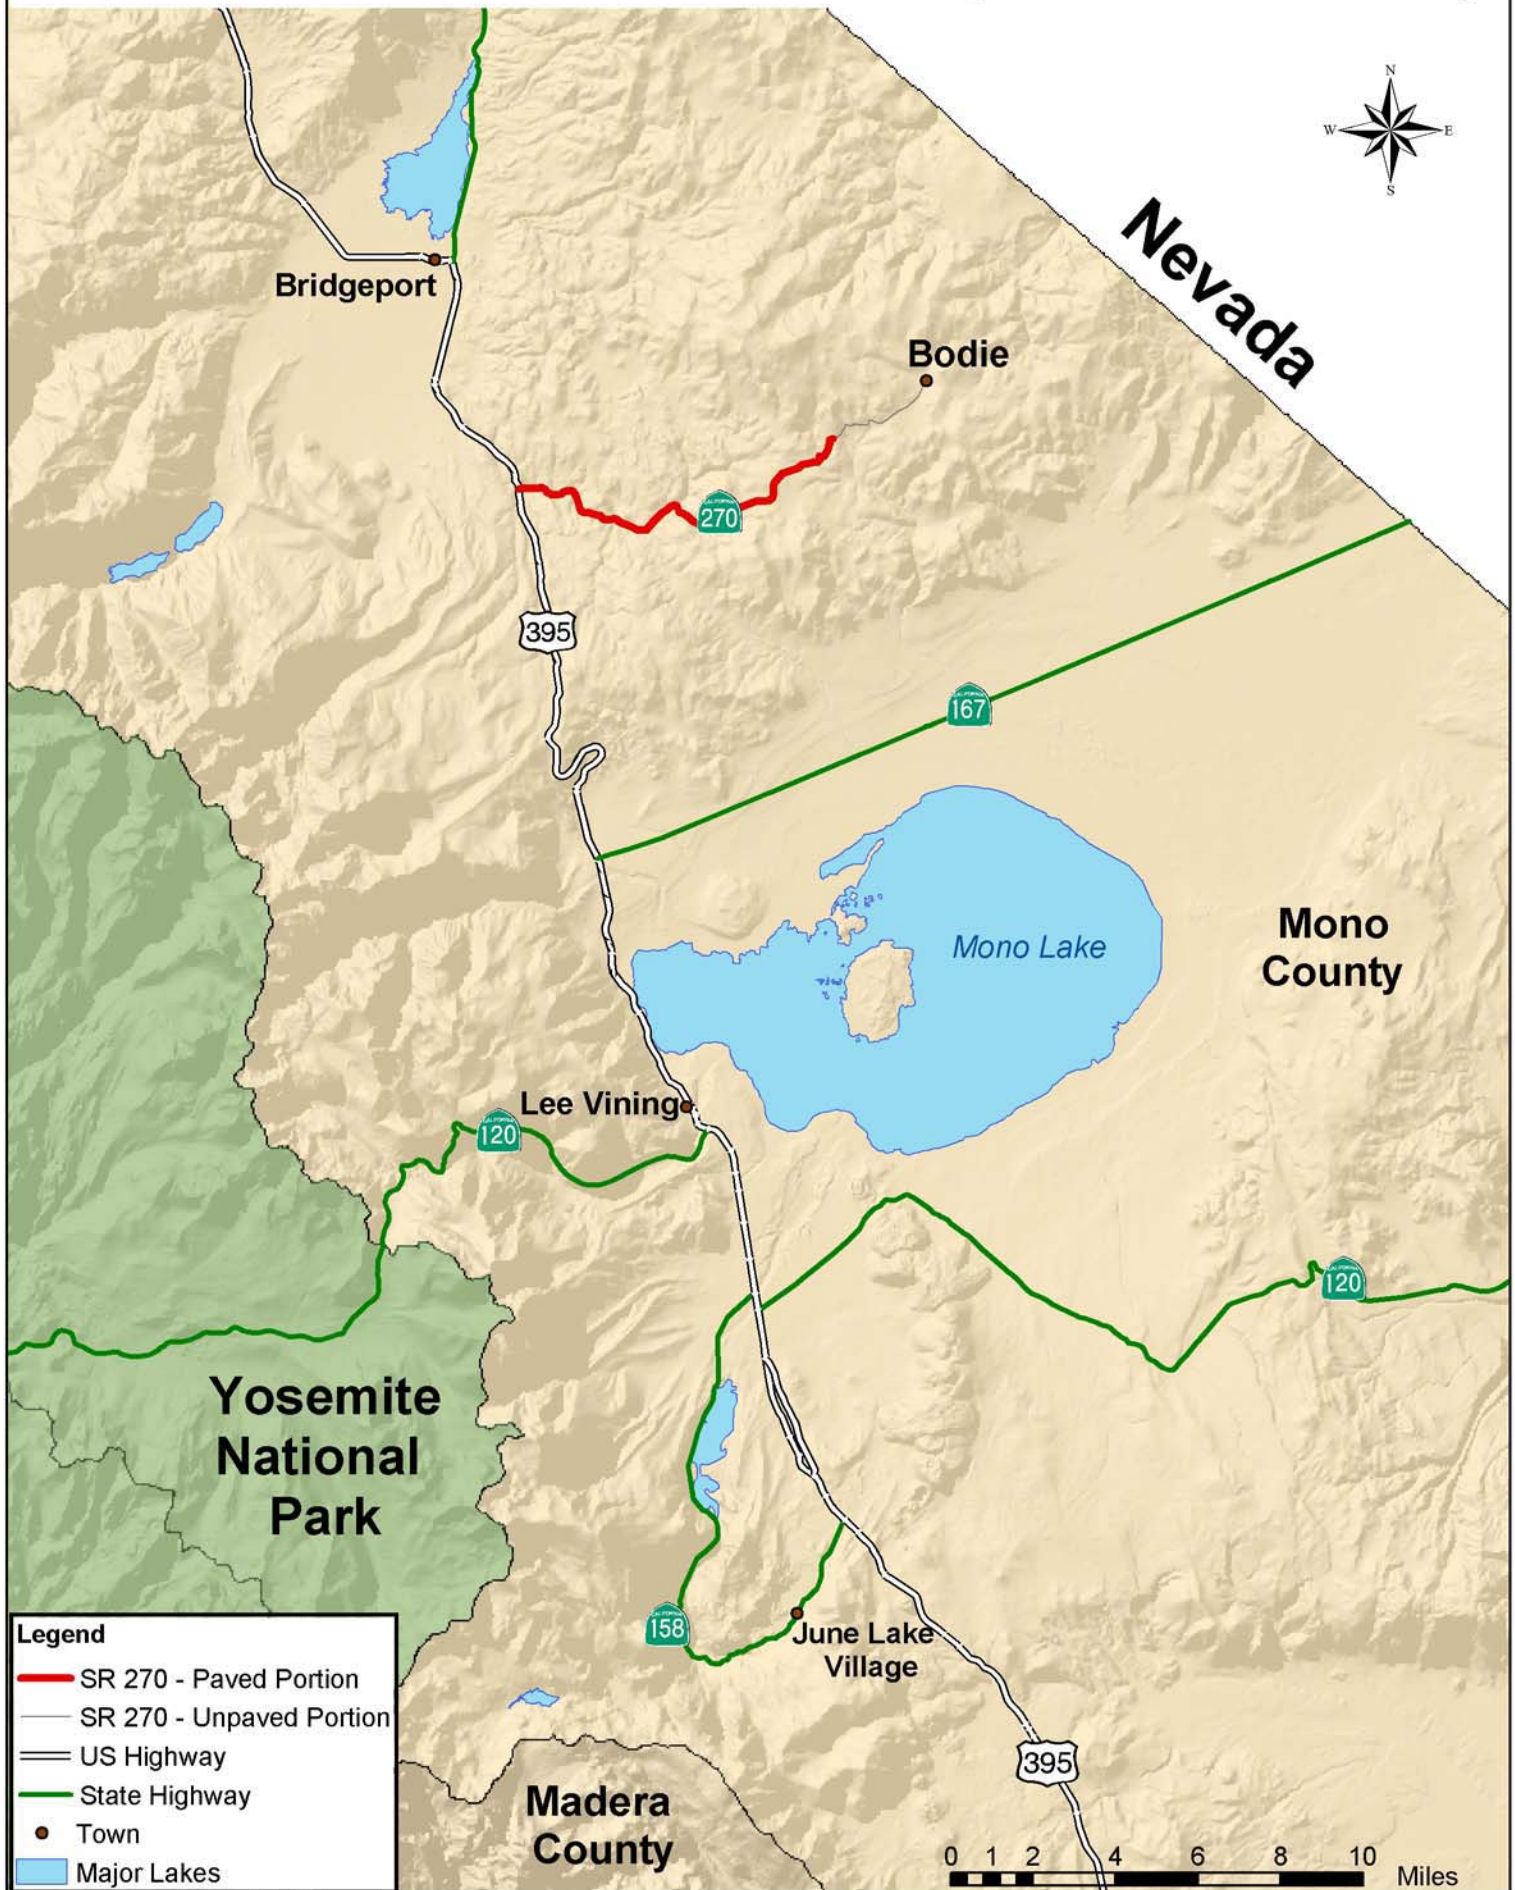 N
W
E
S
Nevada
Bridgeport
Bodie
270
395
167
Mono Lake
Mono
County
Lee Vining
120
120
Yosemite
National
Park
158
June Lake
Village
395
Madera
County
Legend
SR 270 - Paved Portion
SR 270 - Unpaved Portion
US Highway
State Highway
Town
Major Lakes
0 1 2 4 6 8 10
Miles